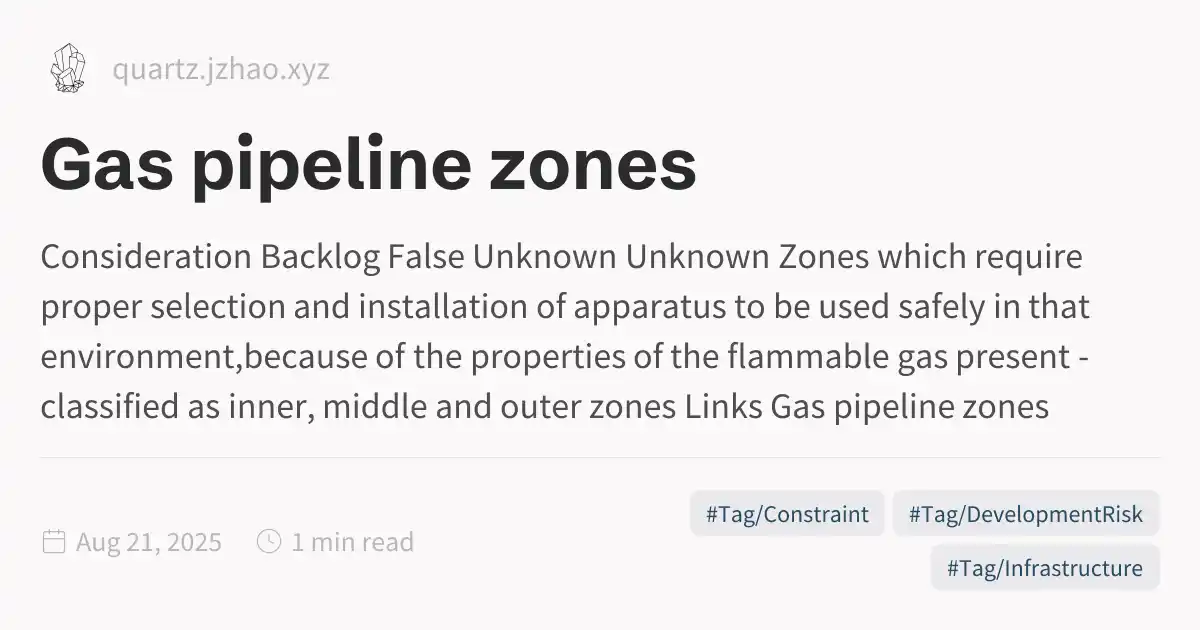 quartz.jzhao.xyz
Gas pipeline zones
Consideration Backlog False Unknown Unknown Zones which require
proper selection and installation of apparatus to be used safely in that
environment,because of the properties of the flammable gas present -
classified as inner, middle and outer zones Links Gas pipeline zones
#Tag/Constraint #Tag/DevelopmentRisk
Aug 21, 2025 1 min read
#Tag/Infrastructure